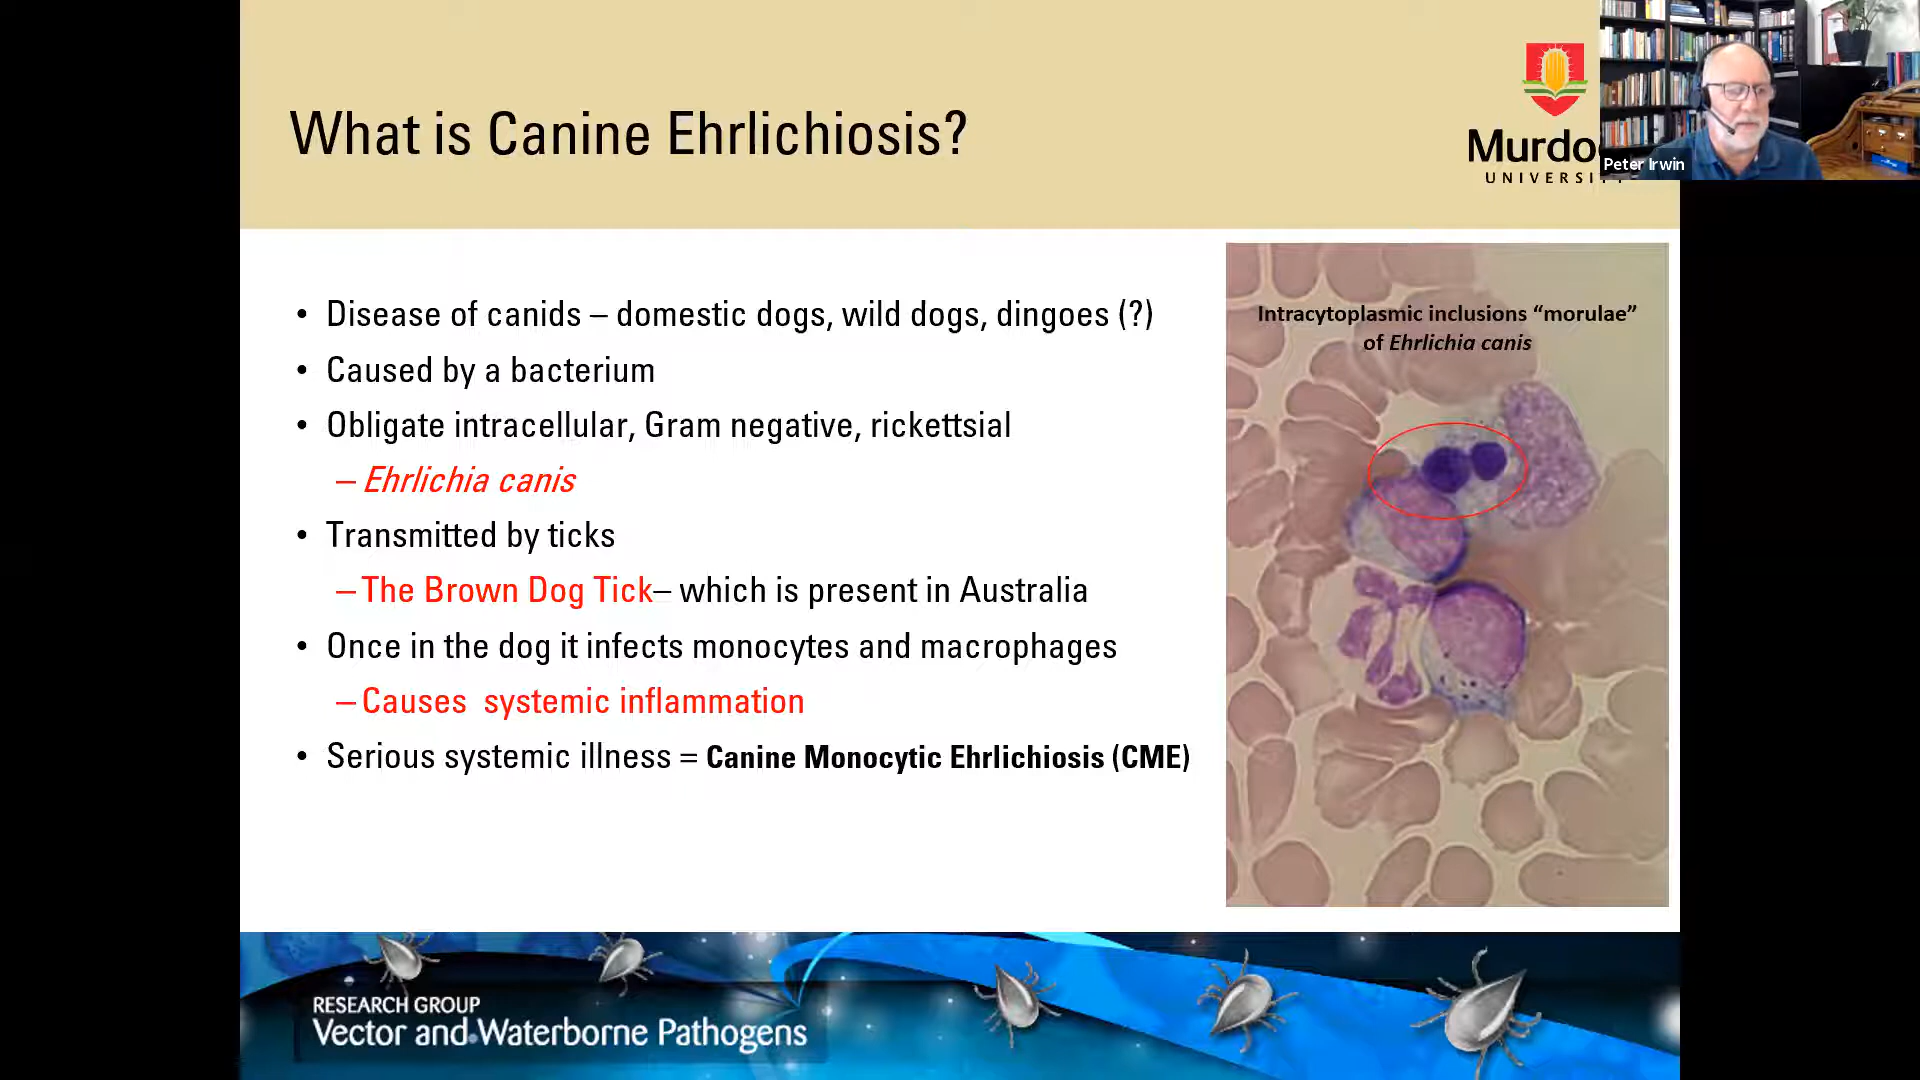 What is Canine Ehrlichiosis?
Murdo
UNIVERSI
Peter Irwin
• Disease of canids – domestic dogs, wild dogs, dingoes (?)
• Caused by a bacterium
• Obligate intracellular, Gram negative, rickettsial
– Ehrlichia canis
• Transmitted by ticks
– The Brown Dog Tick– which is present in Australia
• Once in the dog it infects monocytes and macrophages
– Causes systemic inflammation
• Serious systemic illness = Canine Monocytic Ehrlichiosis (CME)
Intracytoplasmic inclusions “morulae”
of Ehrlichia canis
RESEARCH GROUP
Vector and Waterborne Pathogens